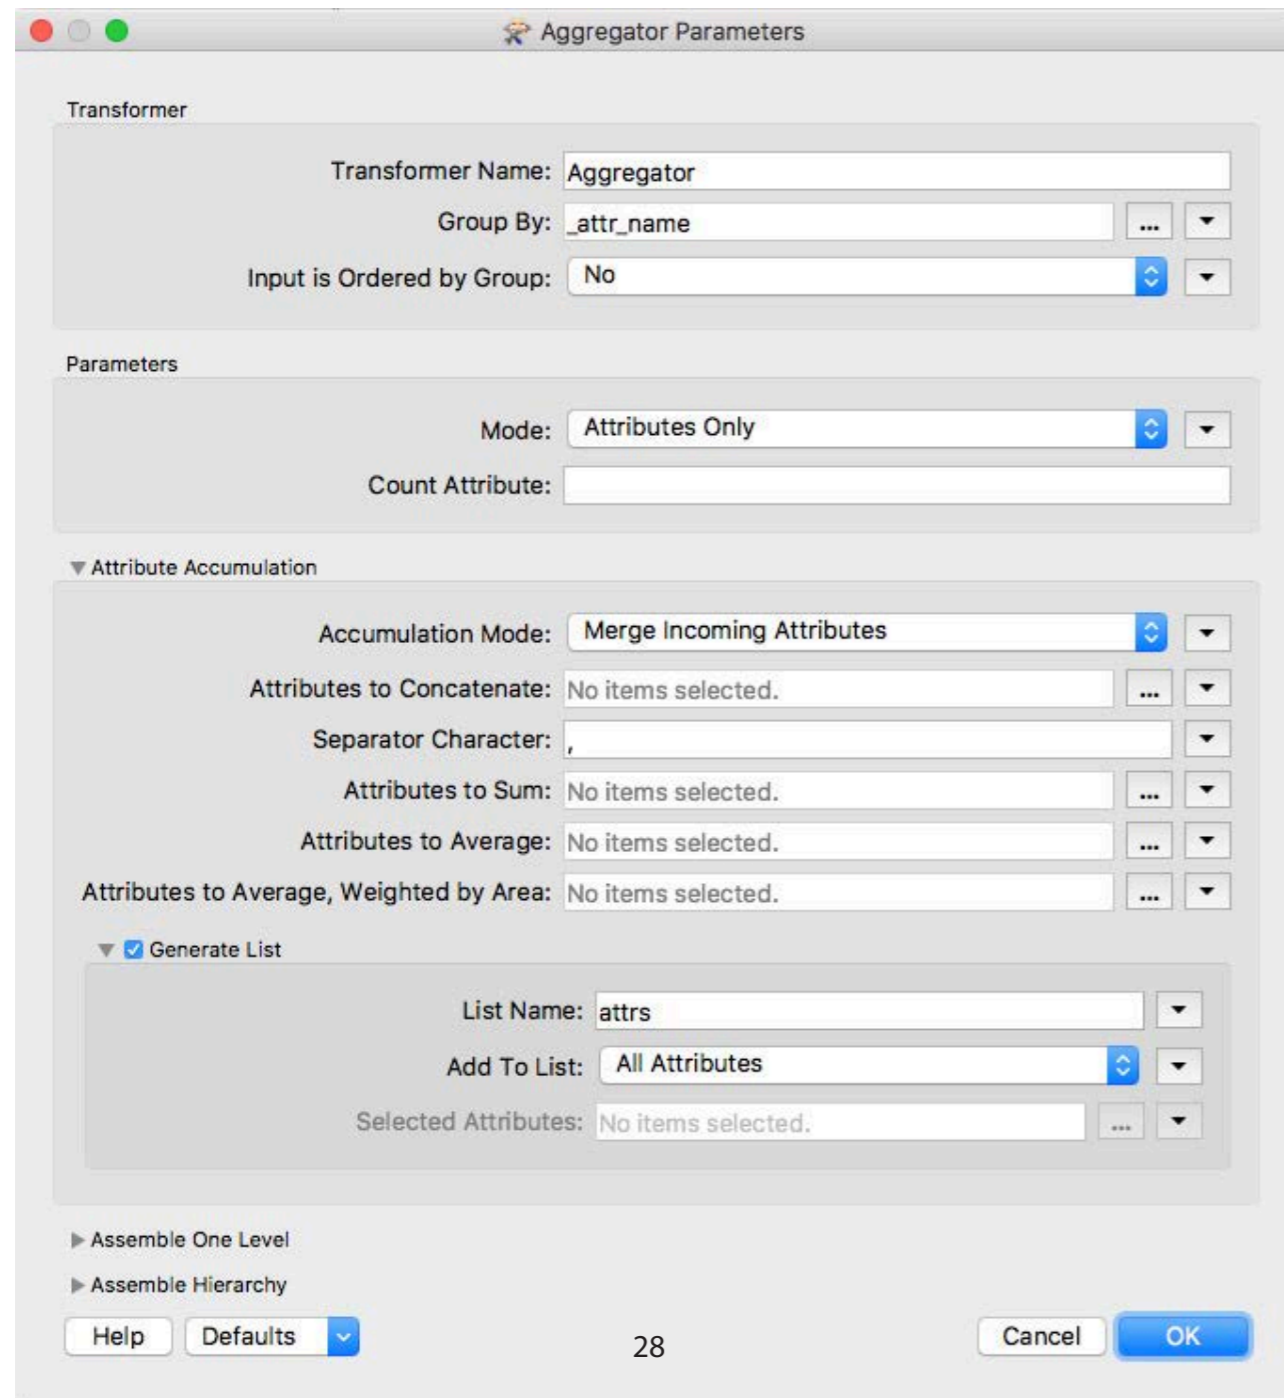 Aggregator Parameters
Transformer
Transformer Name: Aggregator
Group By: _attr_name ...
Input is Ordered by Group: No
Parameters
Mode: Attributes Only
Count Attribute:
Attribute Accumulation
Accumulation Mode: Merge Incoming Attributes
Attributes to Concatenate: No items selected. ...
Separator Character: ,
Attributes to Sum: No items selected. ...
Attributes to Average: No items selected. ...
Attributes to Average, Weighted by Area: No items selected. ...
Generate List
List Name: attrs
Add To List: All Attributes
Selected Attributes: No items selected. ...
Assemble One Level
Assemble Hierarchy
Help Defaults 28 Cancel OK